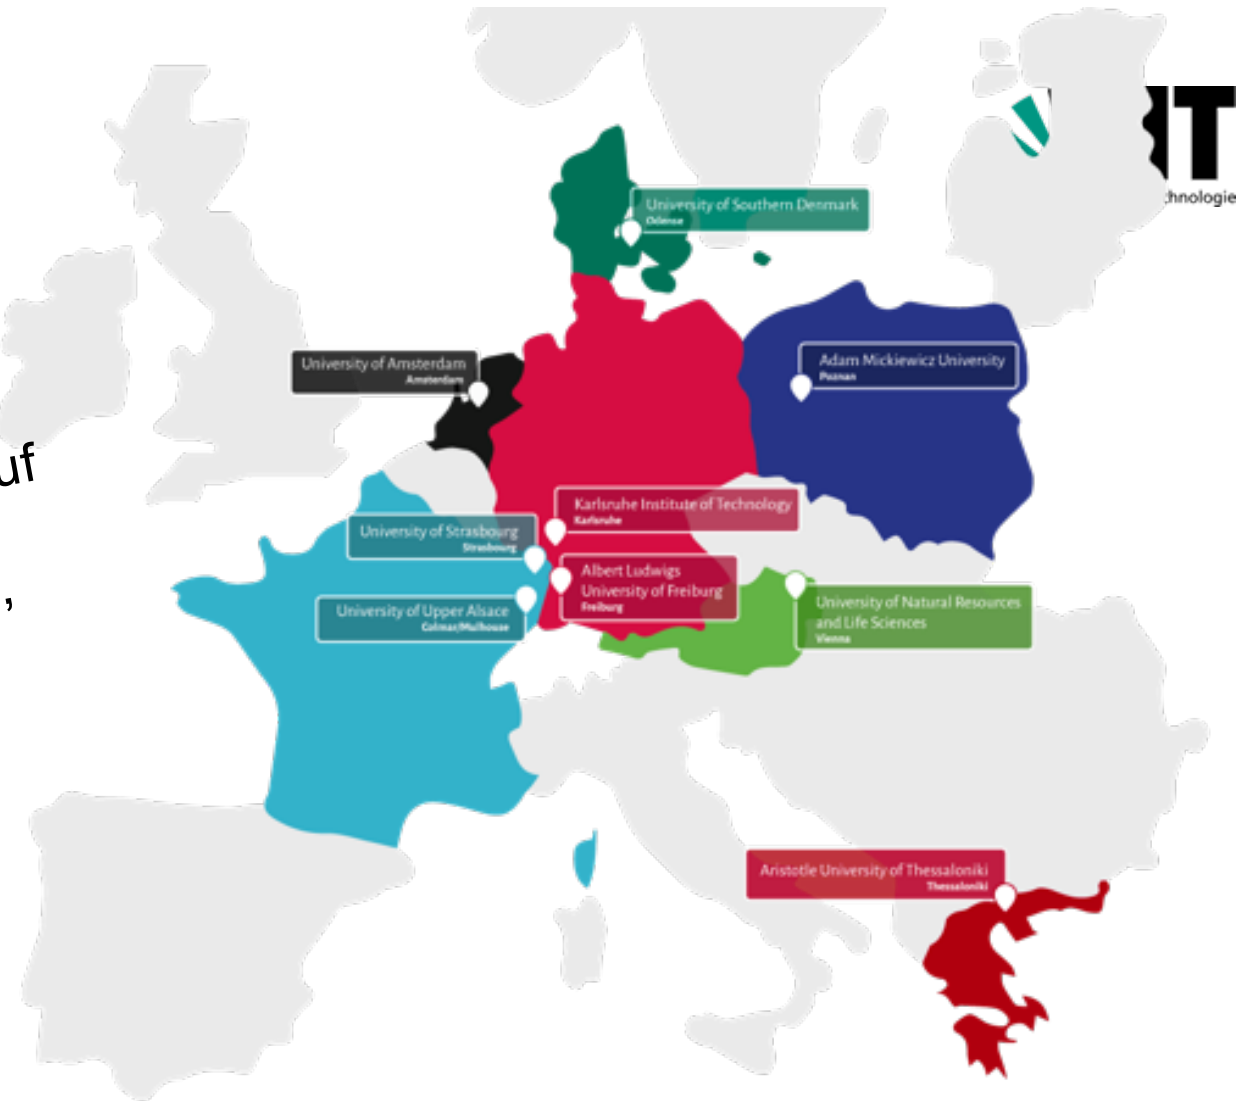 IT
chnologie
University of Southern Denmark
Odense
University of Amsterdam
Amsterdam
Adam Mickiewicz University
Poznan
uf
Karlsruhe Institute of Technology
Karlsruhe
University of Strasbourg
Strasbourg
Albert Ludwigs
University of Freiburg
Freiburg
,
University of Upper Alsace
Colmar/Mulhouse
University of Natural Resources
and Life Sciences
Vienna
Aristotle University of Thessaloniki
Thessaloniki